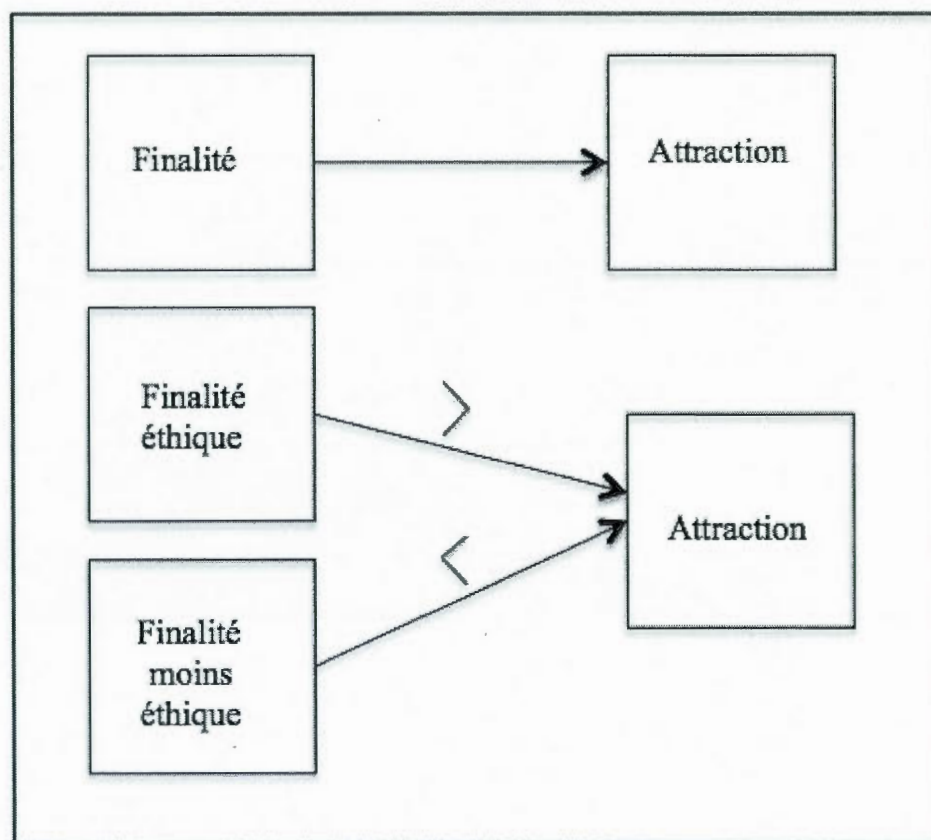 Finalité
Attraction
Finalité
éthique
>
Attraction
<
Finalité
moins
éthique